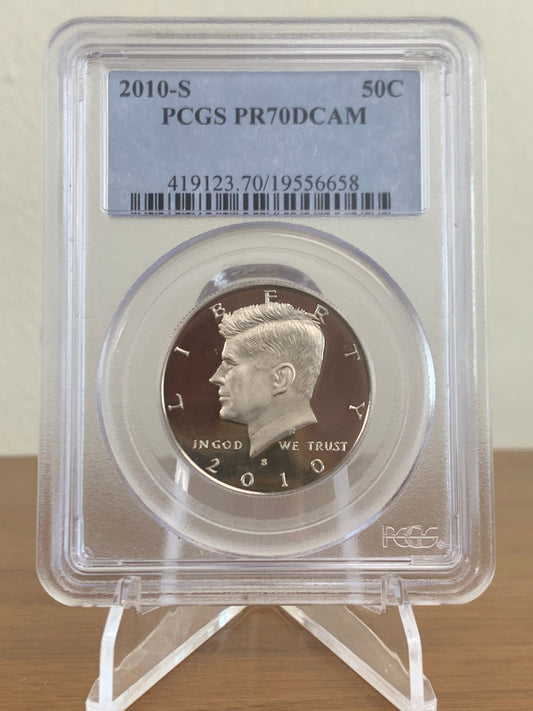 2010-S 50C
PCGS PR70DCAM
419123.70/19556658
LIBERTY
IN GOD WE TRUST
S
2010
PCGS